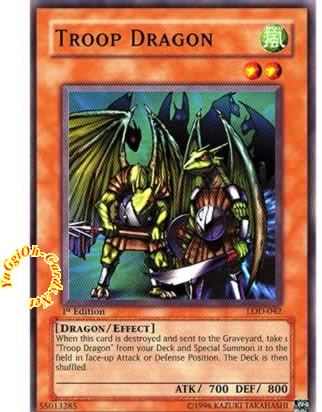 TROOP DRAGON
風
1st Edition
LOD-042
[DRAGON/EFFECT]
When this card is destroyed and sent to the Graveyard, take 1
"Troop Dragon" from your Deck and Special Summon it to the
field in face-up Attack or Defense Position. The Deck is then
shuffled.
ATK/ 700 DEF/ 800
55013285
©1996 KAZUKI TAKAHASHI